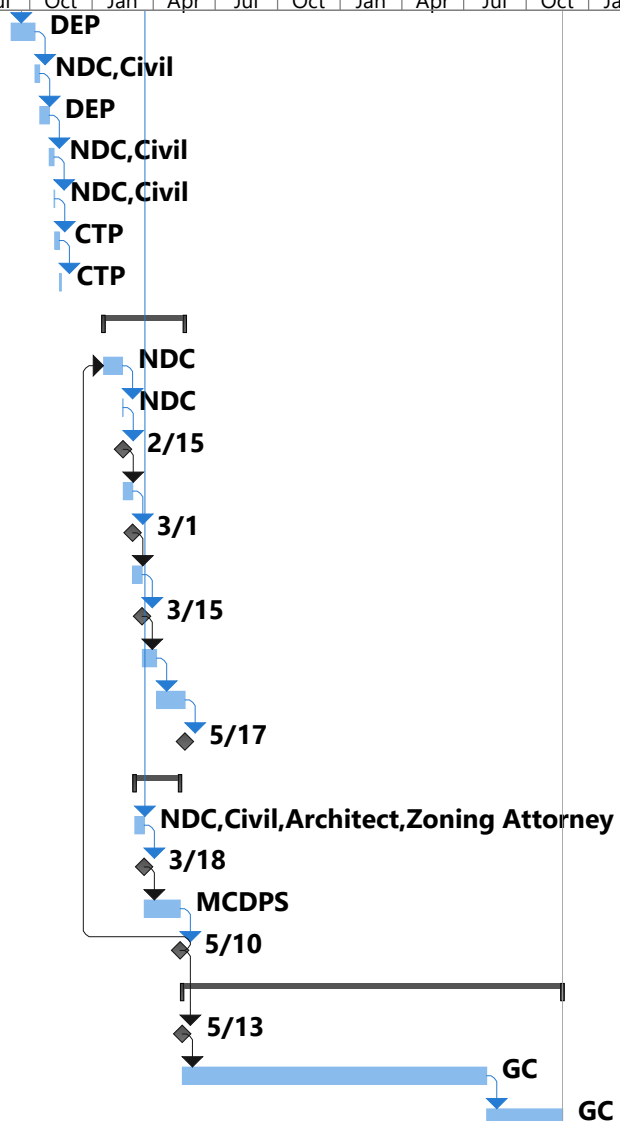 Oct Jan Apr Jul Oct Jan Apr Jul Oct
DEP
NDC,Civil
DEP
NDC,Civil
NDC,Civil
CTP
CTP
NDC
NDC
2/15
3/1
3/15
5/17
NDC,Civil,Architect,Zoning Attorney
3/18
MCDPS
5/10
5/13
GC
GC